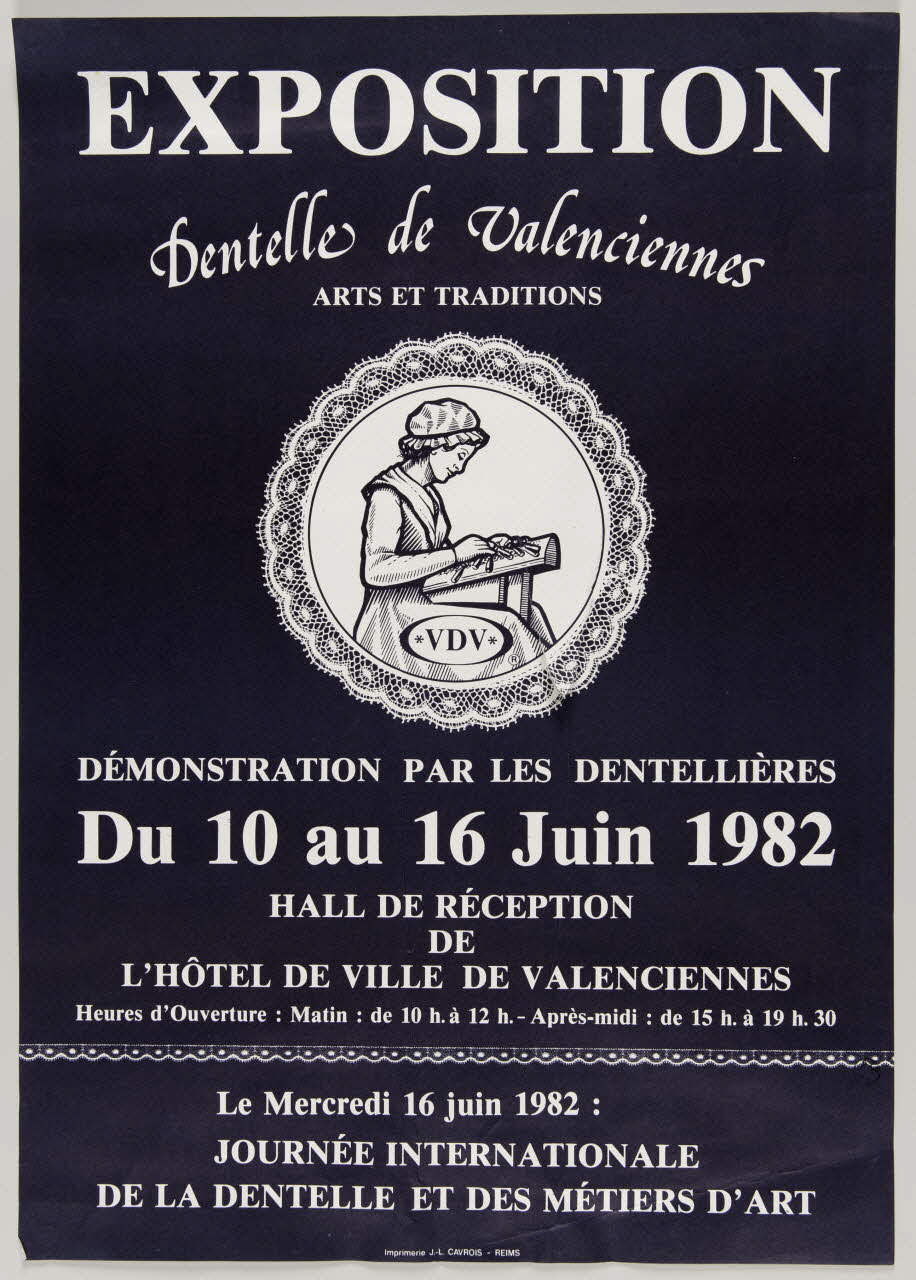 EXPOSITION
Dentelle de Valenciennes
ARTS ET TRADITIONS
*VDV*
®
DÉMONSTRATION PAR LES DENTELLIÈRES
Du 10 au 16 Juin 1982
HALL DE RÉCEPTION
DE
L'HÔTEL DE VILLE DE VALENCIENNES
Heures d'Ouverture : Matin : de 10 h. à 12 h. - Après-midi : de 15 h. à 19 h. 30
Le Mercredi 16 juin 1982 :
JOURNÉE INTERNATIONALE
DE LA DENTELLE ET DES MÉTIERS D'ART
Imprimerie J.-L. CAVROIS - REIMS